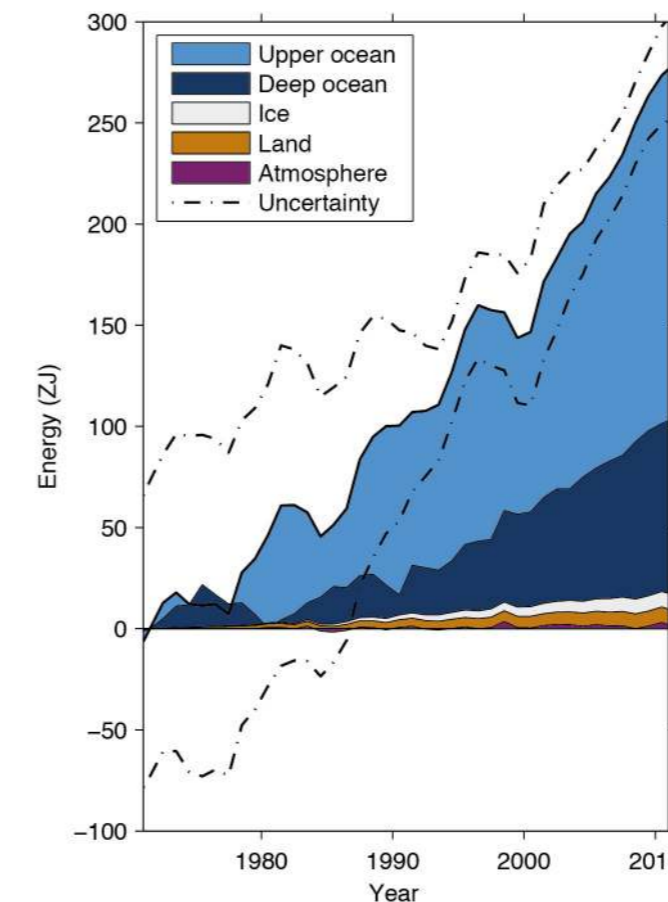 300
250
200
150
100
50
0
−50
−100
Energy (ZJ)
Upper ocean
Deep ocean
Ice
Land
Atmosphere
Uncertainty
1980 1990 2000 201
Year